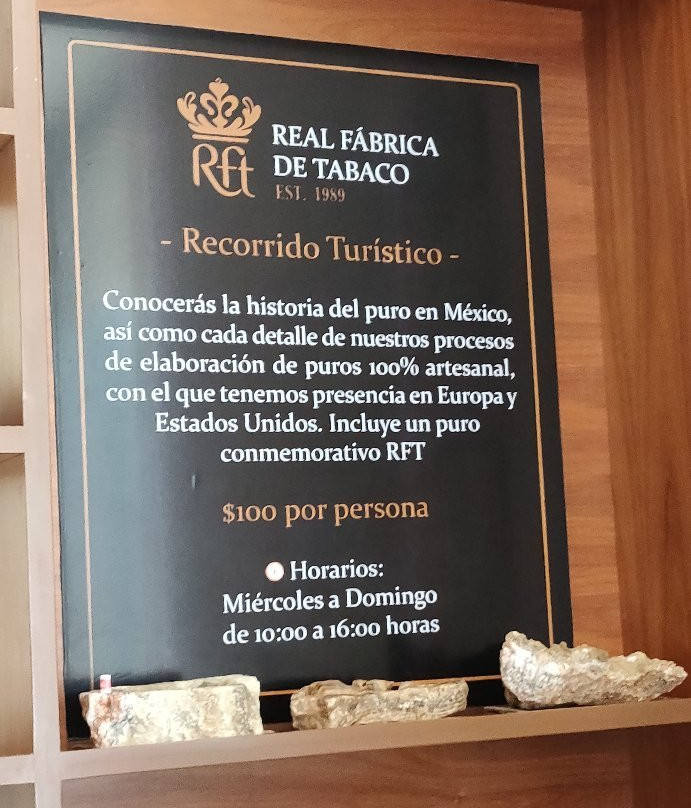 Rft
REAL FÁBRICA
DE TABACO
EST. 1989
- Recorrido Turístico -
Conocerás la historia del puro en México,
así como cada detalle de nuestros procesos
de elaboración de puros 100% artesanal,
con el que tenemos presencia en Europa y
Estados Unidos. Incluye un puro
conmemorativo RFT
$100 por persona
Horarios:
Miércoles a Domingo
de 10:00 a 16:00 horas